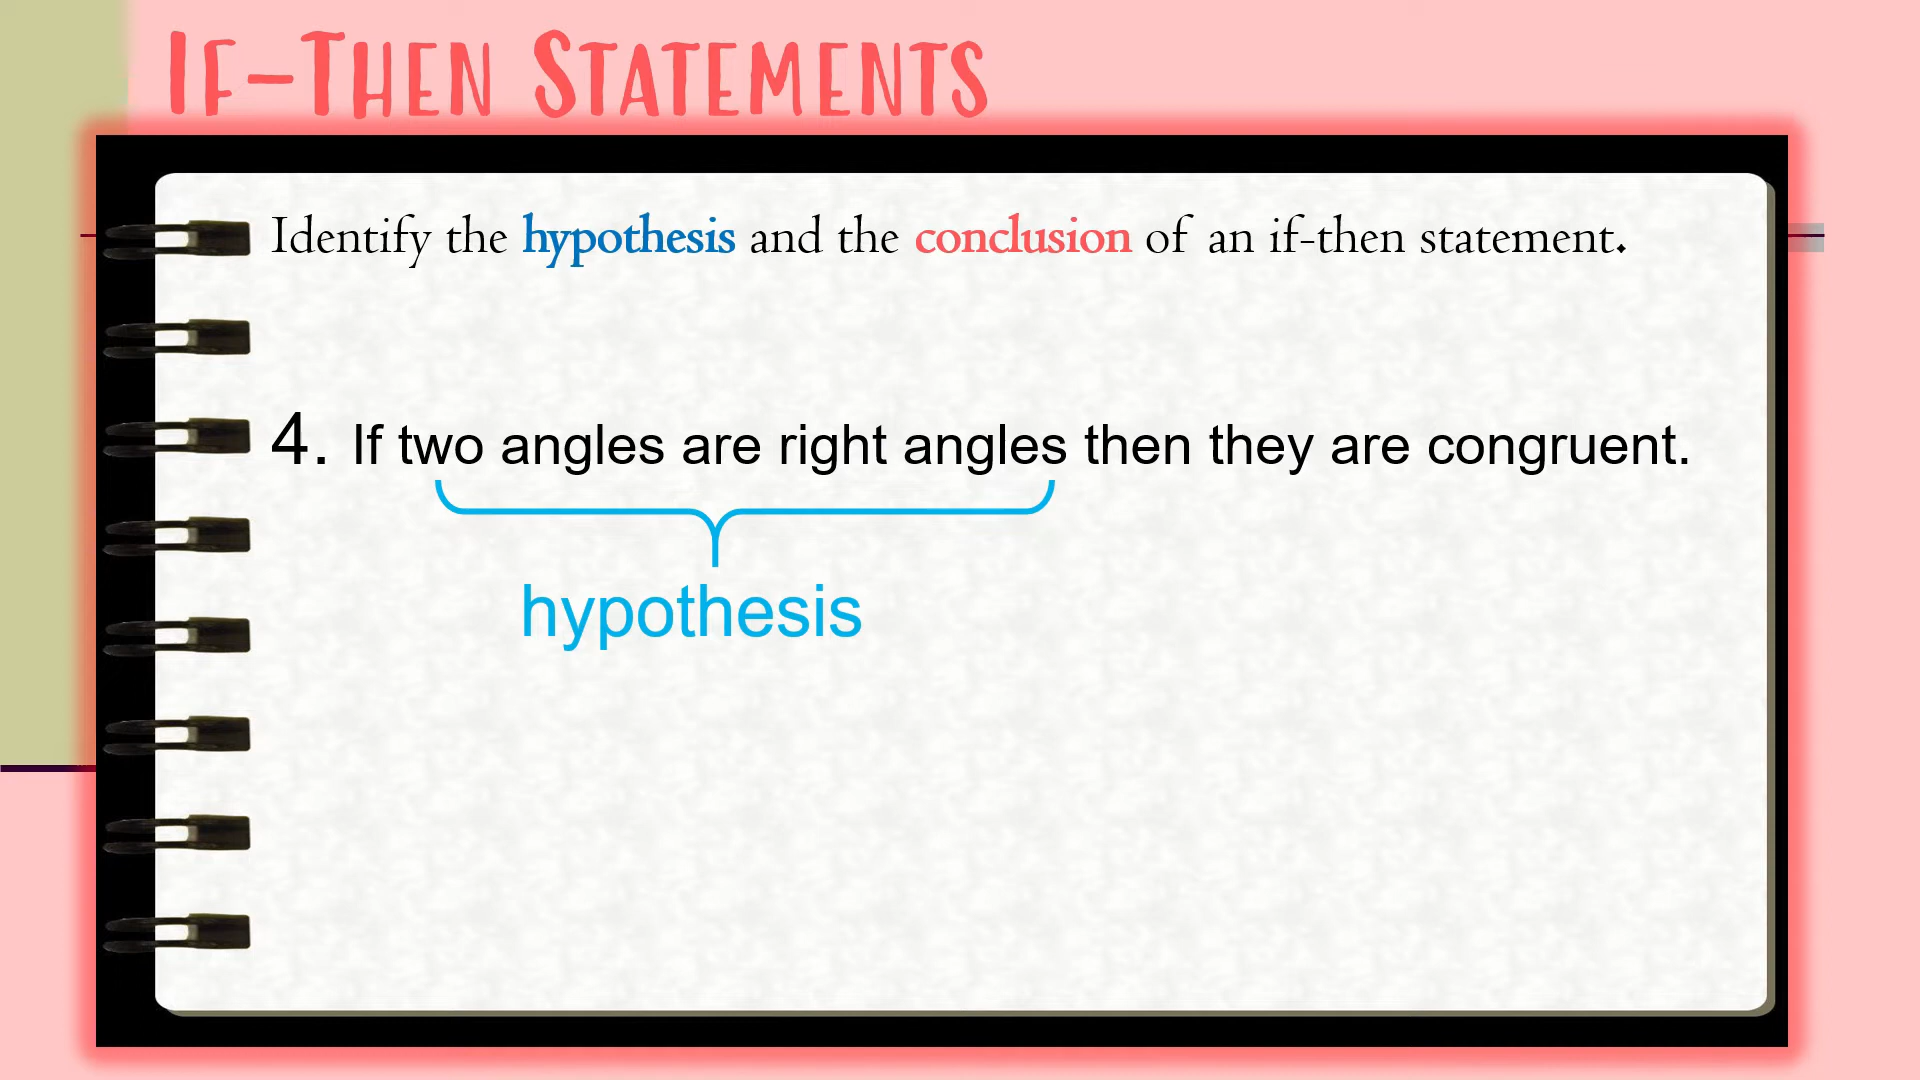 If-Then Statements
Identify the hypothesis and the conclusion of an if-then statement.
4. If two angles are right angles then they are congruent.
hypothesis